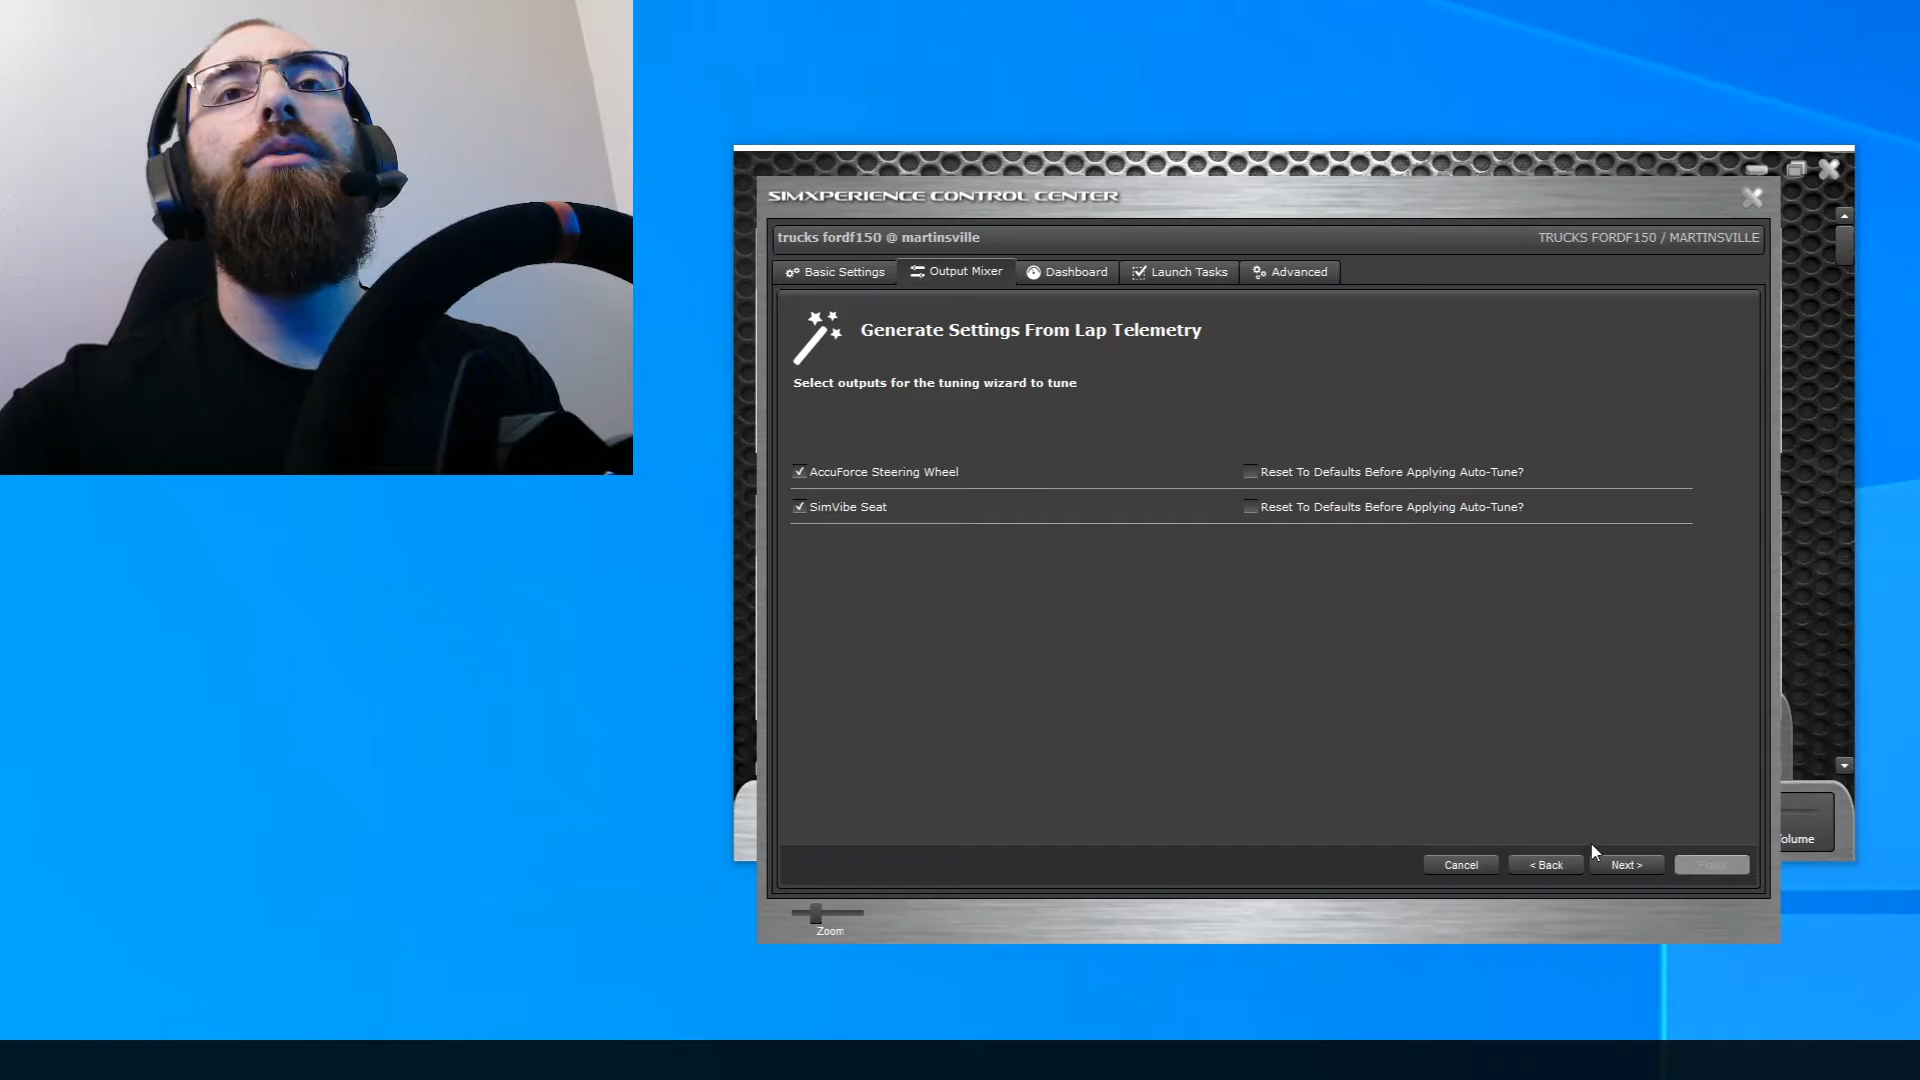 SIMXPERIENCE CONTROL CENTER
trucks fordf150 @ martinsville TRUCKS FORDF150 / MARTINSVILLE
Basic Settings Output Mixer Dashboard Launch Tasks Advanced
Generate Settings From Lap Telemetry
Select outputs for the tuning wizard to tune
AccuForce Steering Wheel Reset To Defaults Before Applying Auto-Tune?
SimVibe Seat Reset To Defaults Before Applying Auto-Tune?
olume
Cancel < Back Next >
Zoom